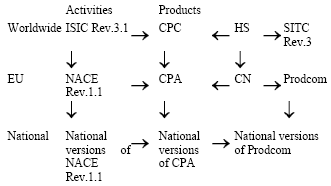 Activities Products
Worldwide ISIC Rev.3.1 → CPC ← HS → SITC
Rev.3
↓ ↓ ↓
EU NACE → CPA ← CN → Prodcom
Rev.1.1
↓ ↓ ↓
National National → National → National versions
versions of versions of Prodcom
NACE of CPA
Rev.1.1